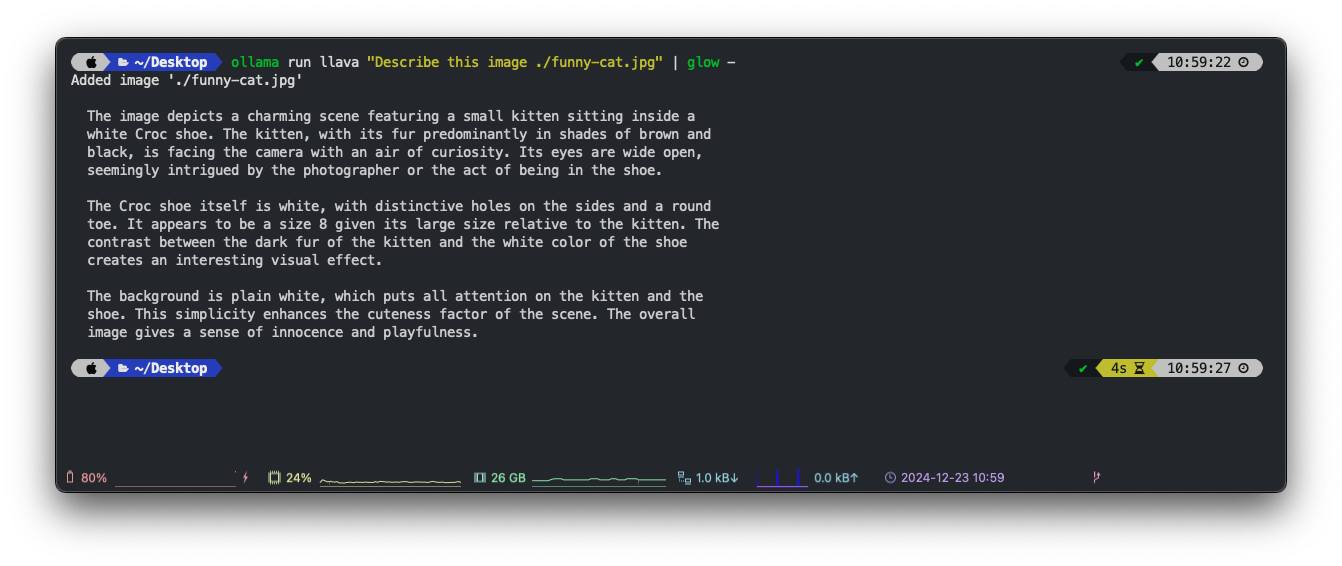 ~/Desktop ollama run llava "Describe this image ./funny-cat.jpg" | glow - ✔ 10:59:22
Added image './funny-cat.jpg'
The image depicts a charming scene featuring a small kitten sitting inside a
white Croc shoe. The kitten, with its fur predominantly in shades of brown and
black, is facing the camera with an air of curiosity. Its eyes are wide open,
seemingly intrigued by the photographer or the act of being in the shoe.
The Croc shoe itself is white, with distinctive holes on the sides and a round
toe. It appears to be a size 8 given its large size relative to the kitten. The
contrast between the dark fur of the kitten and the white color of the shoe
creates an interesting visual effect.
The background is plain white, which puts all attention on the kitten and the
shoe. This simplicity enhances the cuteness factor of the scene. The overall
image gives a sense of innocence and playfulness.
~/Desktop ✔ 4s 10:59:27
80% 24% 26 GB 1.0 kB↓ 0.0 kB↑ 2024-12-23 10:59